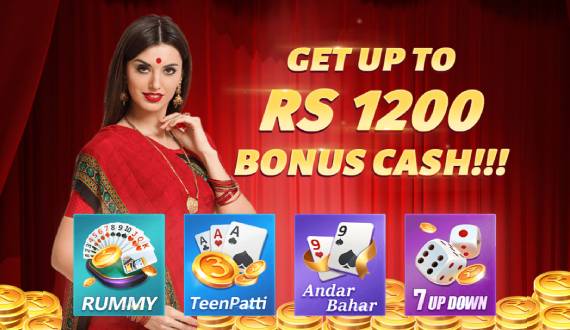 GET UP TO
RS 1200
BONUS CASH!!!
RUMMY
TeenPatti
Andar
Bahar
7 UP DOWN